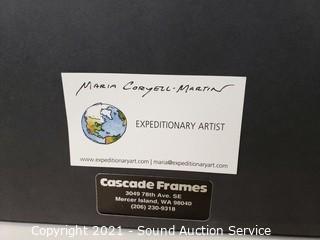 Maria Coryell-Martin
EXPEDITIONARY ARTIST
www.expeditionaryart.com | maria@expeditionaryart.com
Cascade Frames
3049 78th Ave. SE
Mercer Island, WA 98040
(206) 230-9318
Copyright 2021 - Sound Auction Service